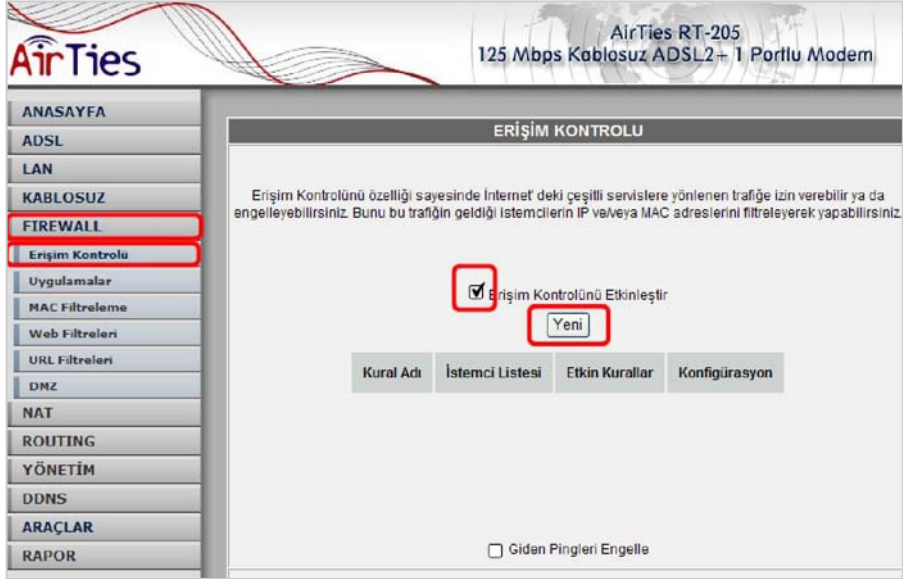 AirTies
AirTies RT-205
125 Mbps Kablosuz ADSL2+ 1 Portlu Modem
ANASAYFA
ADSL
LAN
KABLOSUZ
FIREWALL
Erişim Kontrolü
Uygulamalar
MAC Filtreleme
Web Filtreleri
URL Filtreleri
DMZ
NAT
ROUTING
YÖNETİM
DDNS
ARAÇLAR
RAPOR
ERİŞİM KONTROLU
Erişim Kontrolünü özelliği sayesinde İnternet' deki çeşitli servislere yönlenen trafiğe izin verebilir ya da
engelleyebilirsiniz. Bunu bu trafiğin geldiği istemcilerin IP ve/veya MAC adreslerini filtreleyerek yapabilirsiniz.
Erişim Kontrolünü Etkinleştir
Yeni
Kural Adı İstemci Listesi Etkin Kurallar Konfigürasyon
Giden Pingleri Engelle